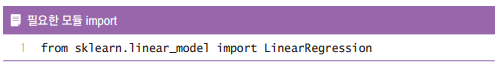 필요한 모듈 import
1 from sklearn.linear_model import LinearRegression